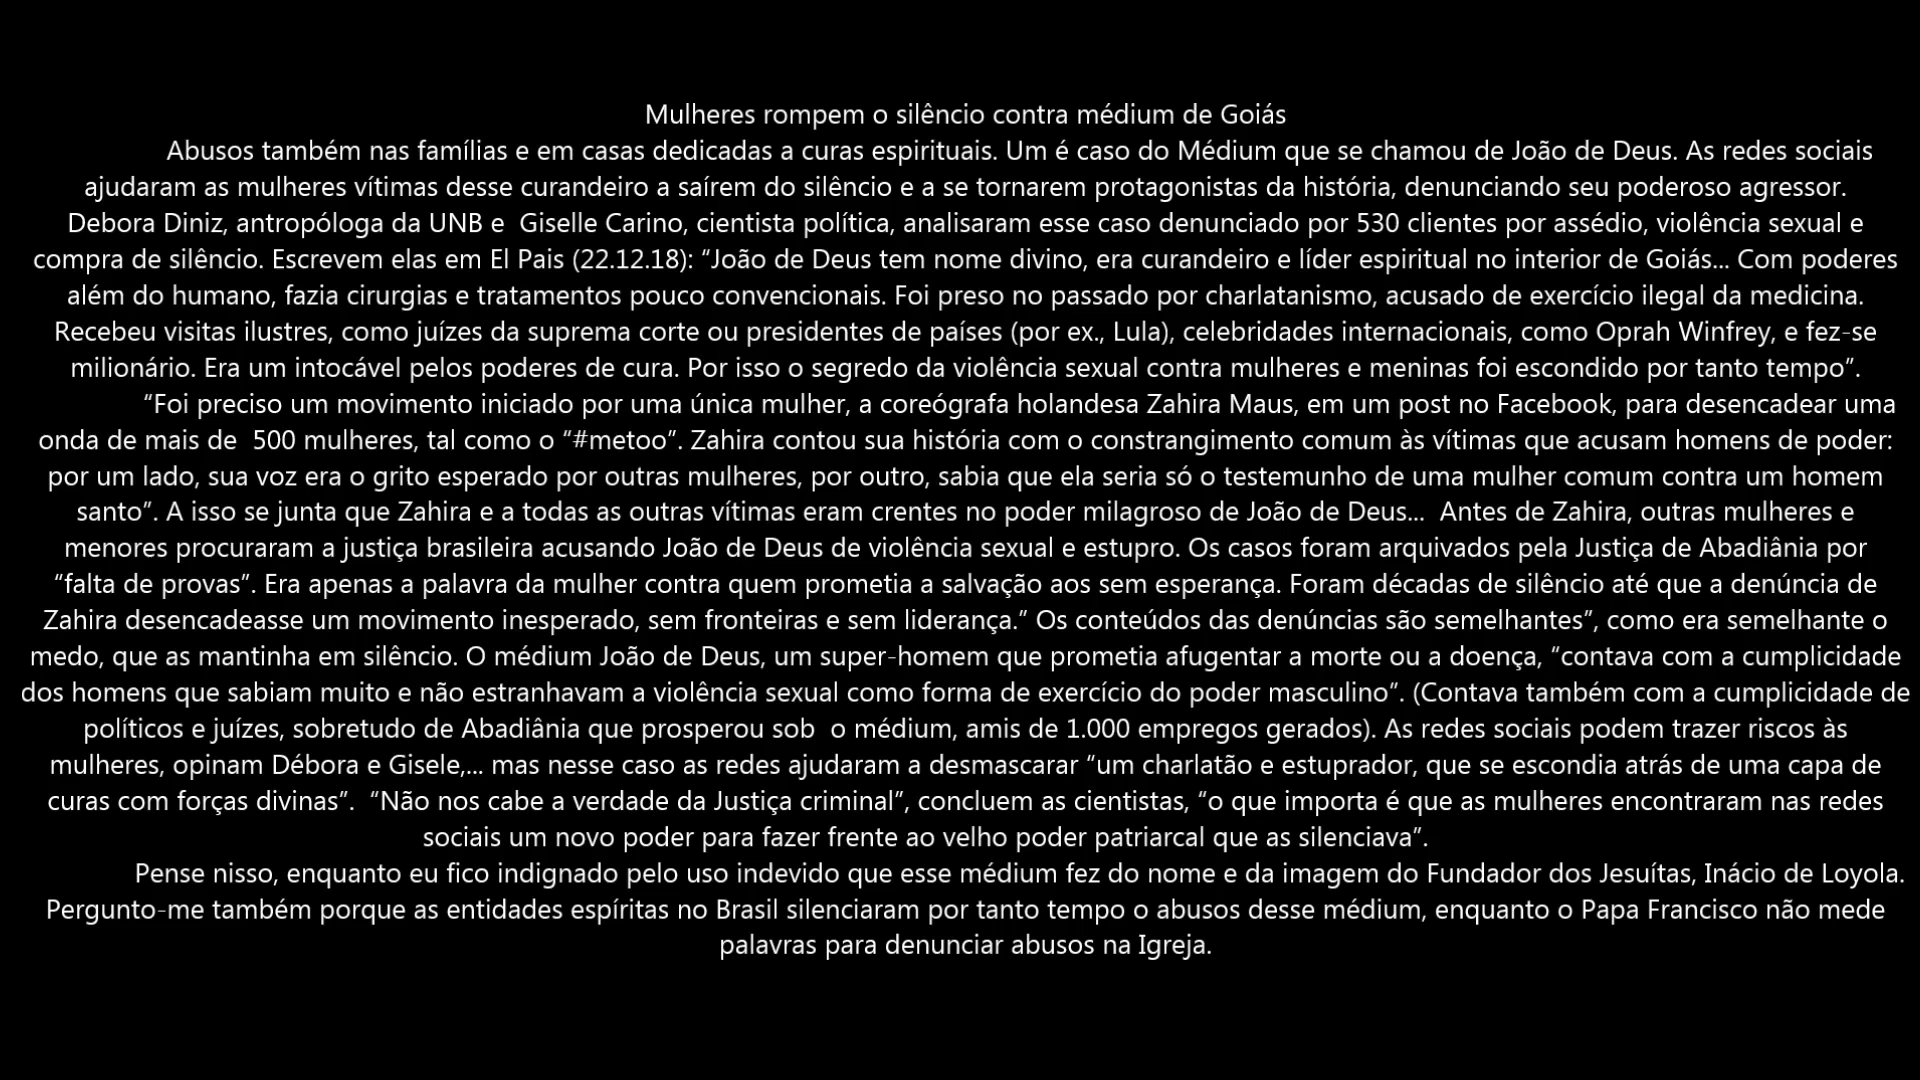 Mulheres rompem o silêncio contra médium de Goiás
Abusos também nas famílias e em casas dedicadas a curas espirituais. Um é caso do Médium que se chamou de João de Deus. As redes sociais
ajudaram as mulheres vítimas desse curandeiro a saírem do silêncio e a se tornarem protagonistas da história, denunciando seu poderoso agressor.
Debora Diniz, antropóloga da UNB e  Giselle Carino, cientista política, analisaram esse caso denunciado por 530 clientes por assédio, violência sexual e
compra de silêncio. Escrevem elas em El Pais (22.12.18): “João de Deus tem nome divino, era curandeiro e líder espiritual no interior de Goiás... Com poderes
além do humano, fazia cirurgias e tratamentos pouco convencionais. Foi preso no passado por charlatanismo, acusado de exercício ilegal da medicina.
Recebeu visitas ilustres, como juízes da suprema corte ou presidentes de países (por ex., Lula), celebridades internacionais, como Oprah Winfrey, e fez-se
milionário. Era um intocável pelos poderes de cura. Por isso o segredo da violência sexual contra mulheres e meninas foi escondido por tanto tempo”.
“Foi preciso um movimento iniciado por uma única mulher, a coreógrafa holandesa Zahira Maus, em um post no Facebook, para desencadear uma
onda de mais de  500 mulheres, tal como o “#metoo”. Zahira contou sua história com o constrangimento comum às vítimas que acusam homens de poder:
por um lado, sua voz era o grito esperado por outras mulheres, por outro, sabia que ela seria só o testemunho de uma mulher comum contra um homem
santo”. A isso se junta que Zahira e a todas as outras vítimas eram crentes no poder milagroso de João de Deus...  Antes de Zahira, outras mulheres e
menores procuraram a justiça brasileira acusando João de Deus de violência sexual e estupro. Os casos foram arquivados pela Justiça de Abadiânia por
“falta de provas”. Era apenas a palavra da mulher contra quem prometia a salvação aos sem esperança. Foram décadas de silêncio até que a denúncia de
Zahira desencadeasse um movimento inesperado, sem fronteiras e sem liderança.” Os conteúdos das denúncias são semelhantes”, como era semelhante o
medo, que as mantinha em silêncio. O médium João de Deus, um super-homem que prometia afugentar a morte ou a doença, “contava com a cumplicidade
dos homens que sabiam muito e não estranhavam a violência sexual como forma de exercício do poder masculino”. (Contava também com a cumplicidade de
políticos e juízes, sobretudo de Abadiânia que prosperou sob  o médium, amis de 1.000 empregos gerados). As redes sociais podem trazer riscos às
mulheres, opinam Débora e Gisele,... mas nesse caso as redes ajudaram a desmascarar “um charlatão e estuprador, que se escondia atrás de uma capa de
curas com forças divinas”.  “Não nos cabe a verdade da Justiça criminal”, concluem as cientistas, “o que importa é que as mulheres encontraram nas redes
sociais um novo poder para fazer frente ao velho poder patriarcal que as silenciava”.
Pense nisso, enquanto eu fico indignado pelo uso indevido que esse médium fez do nome e da imagem do Fundador dos Jesuítas, Inácio de Loyola.
Pergunto-me também porque as entidades espíritas no Brasil silenciaram por tanto tempo o abusos desse médium, enquanto o Papa Francisco não mede
palavras para denunciar abusos na Igreja.